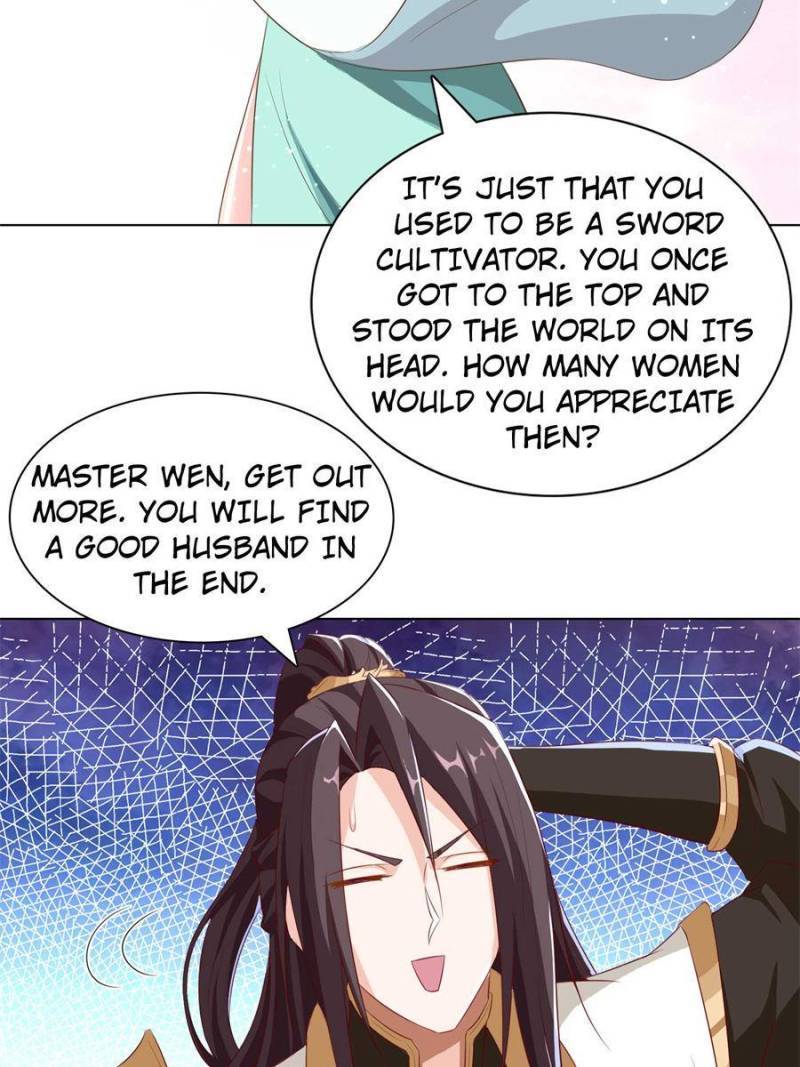 IT'S JUST THAT YOU
USED TO BE A SWORD
CULTIVATOR. YOU ONCE
GOT TO THE TOP AND
STOOD THE WORLD ON ITS
HEAD. HOW MANY WOMEN
WOULD YOU APPRECIATE
THEN?
MASTER WEN, GET OUT
MORE. YOU WILL FIND
A GOOD HUSBAND IN
THE END.